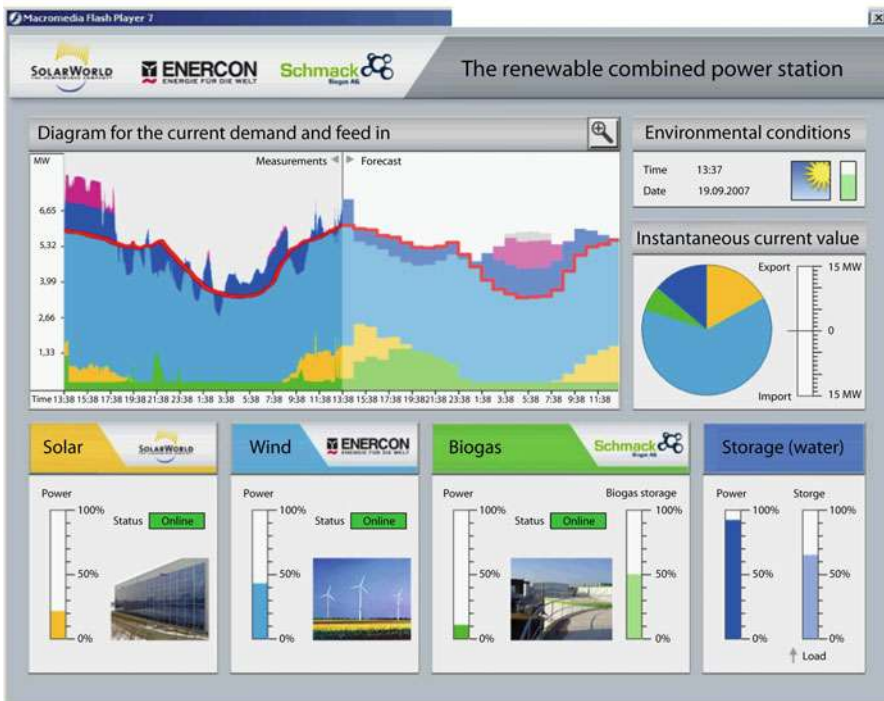 Macromedia Flash Player 7
SOLARWORLD
ENERCON
ENERGIE FÜR DIE WELT
Schmack
Biogas AG
The renewable combined power station
Diagram for the current demand and feed in
MW
Measurements
Forecast
6,65
5,32
3,99
2,66
1,33
Time 13:38 15:38 17:38 19:38 21:38 23:38 1:38 3:38 5:38 7:38 9:38 11:38 13:38 15:38 17:38 19:38 21:38 23:38 1:38 3:38 5:38 7:38 9:38 11:38
Environmental conditions
Time 13:37
Date 19.09.2007
Instantaneous current value
Export 15 MW
0
Import 15 MW
Solar
SOLARWORLD
Power
100%
Status Online
50%
0%
Wind
ENERCON
ENERGIE FÜR DIE WELT
Power
100%
Status Online
50%
0%
Biogas
Schmack
Biogas AG
Power
Biogas storage
100%
Status Online
100%
50%
50%
0%
0%
Storage (water)
Power
Storge
100%
100%
50%
50%
0%
0%
Load